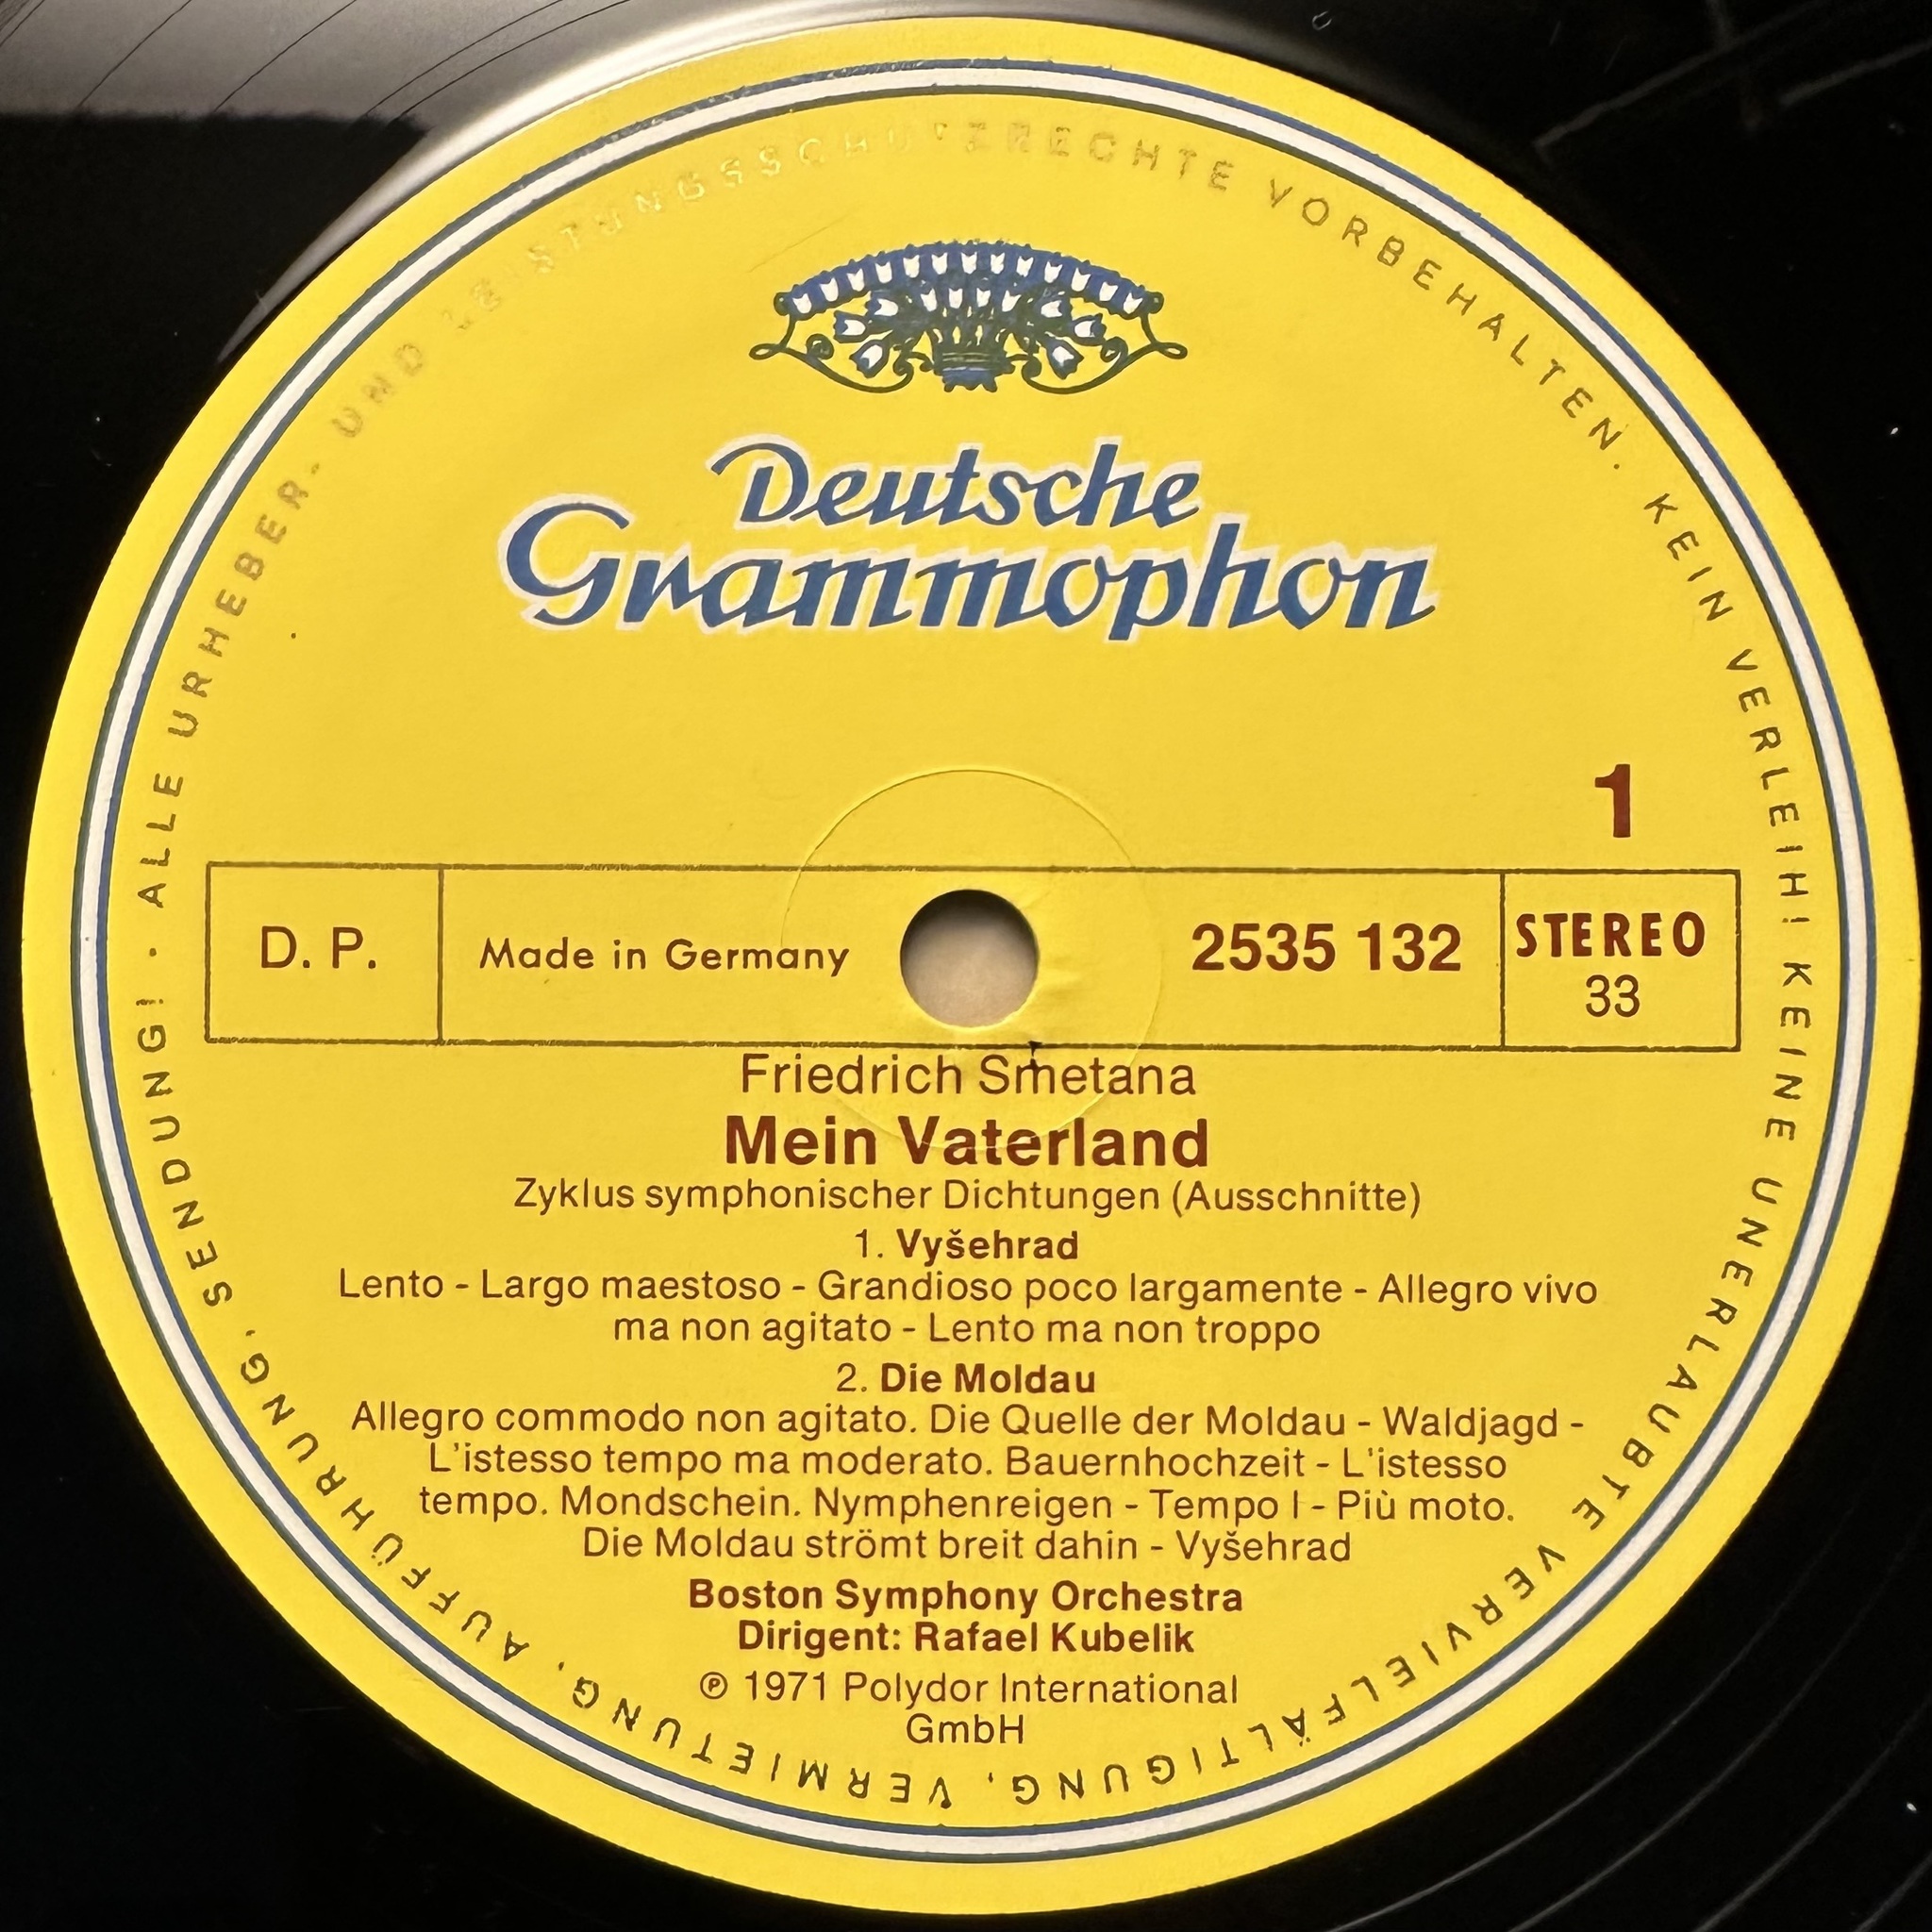 ALLE URHEBER- UND LEISTUNGSSCHUTZRECHTE VORBEHALTEN. KEIN VERLEIH! KEINE UNERLAUBTE VERVIELFÄLTIGUNG, VERMIETUNG, AUFFÜHRUNG, SENDUNG! ·
Deutsche
Grammophon
1
D. P.
Made in Germany
2535 132
STEREO
33
Friedrich Smetana
Mein Vaterland
Zyklus symphonischer Dichtungen (Ausschnitte)
1. Vyšehrad
Lento - Largo maestoso - Grandioso poco largamente - Allegro vivo
ma non agitato - Lento ma non troppo
2. Die Moldau
Allegro commodo non agitato. Die Quelle der Moldau - Waldjagd -
L'istesso tempo ma moderato. Bauernhochzeit - L'istesso
tempo. Mondschein. Nymphenreigen - Tempo I - Più moto.
Die Moldau strömt breit dahin - Vyšehrad
Boston Symphony Orchestra
Dirigent: Rafael Kubelik
℗ 1971 Polydor International
GmbH